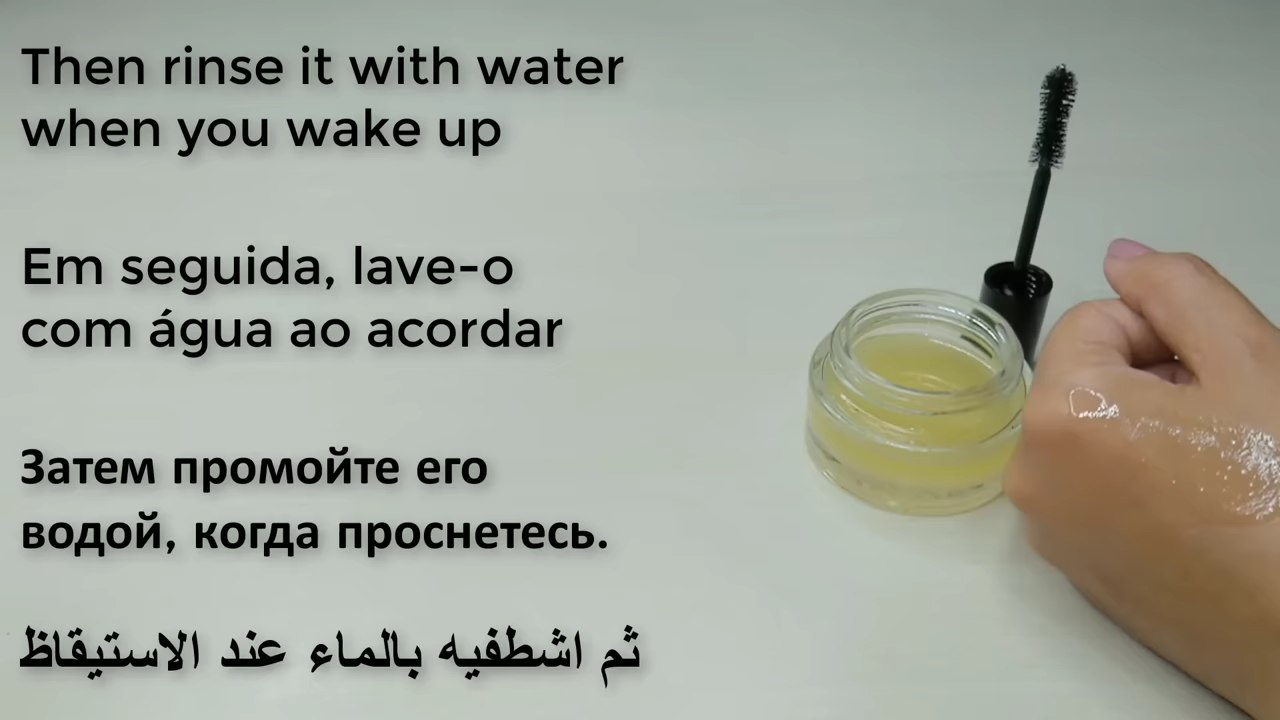 Then rinse it with water
when you wake up
Em seguida, lave-o
com água ao acordar
Затем промойте его
водой, когда проснетесь.
ثم اشطفيه بالماء عند الاستيقاظ